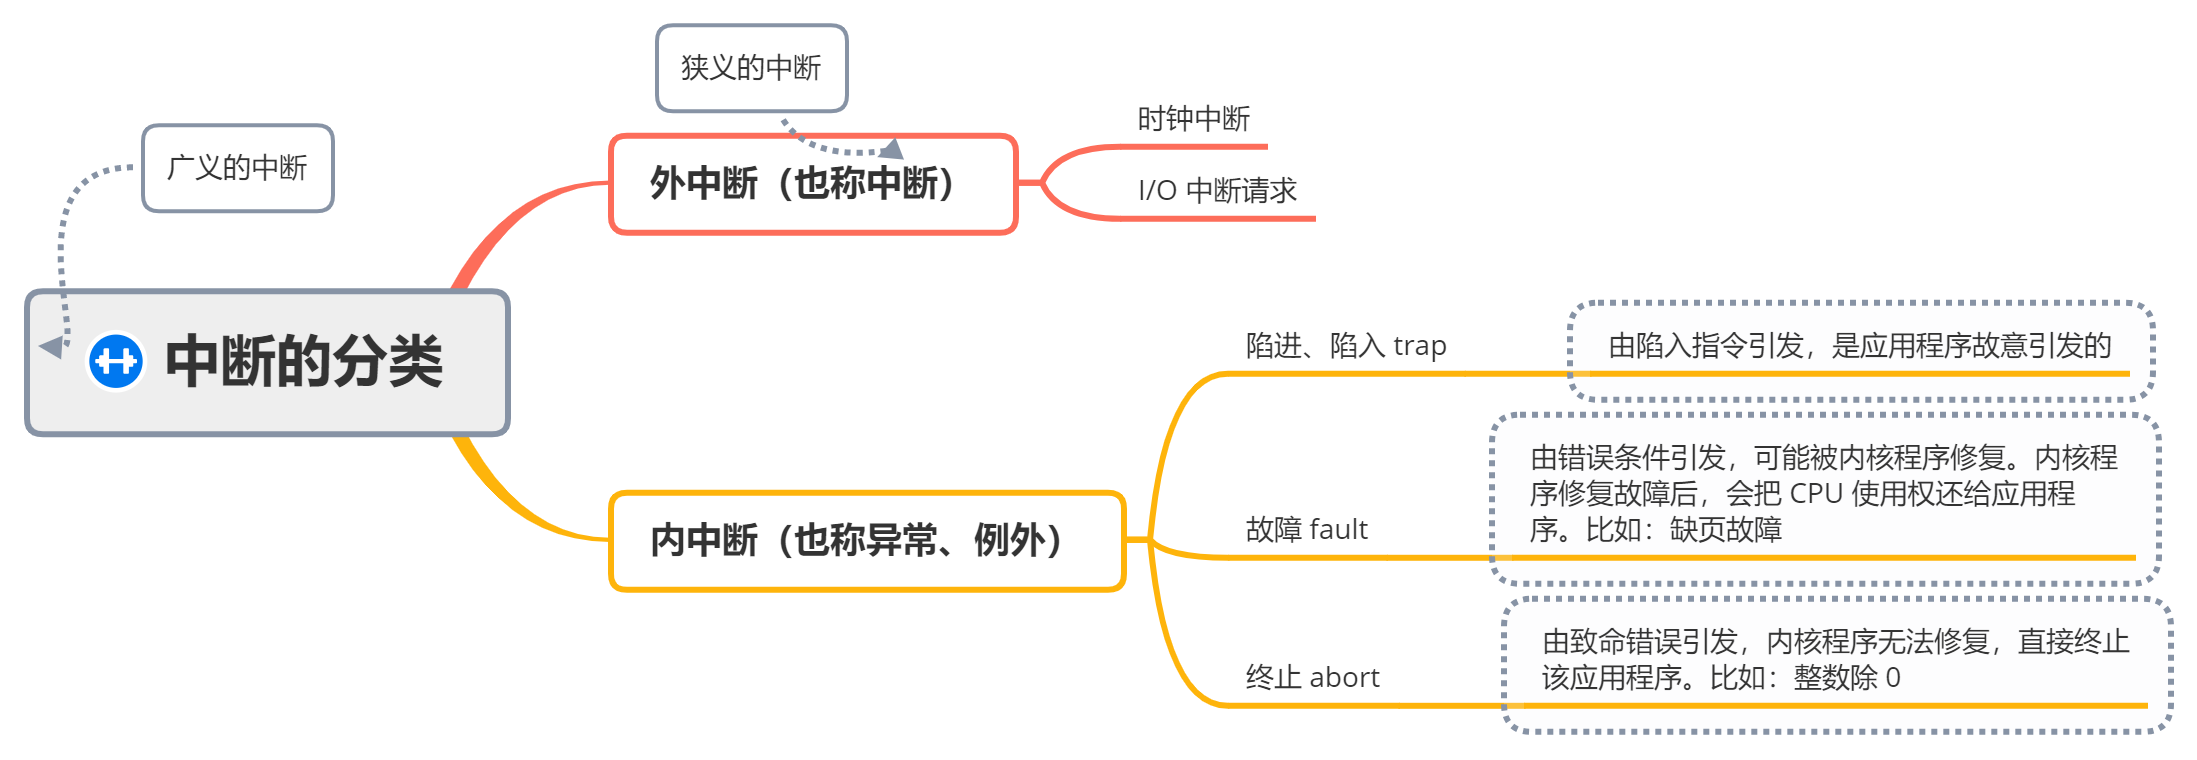 狭义的中断
广义的中断
中断的分类
外中断（也称中断）
时钟中断
I/O 中断请求
内中断（也称异常、例外）
陷进、陷入 trap
由陷入指令引发，是应用程序故意引发的
故障 fault
由错误条件引发，可能被内核程序修复。内核程
序修复故障后，会把 CPU 使用权还给应用程
序。比如：缺页故障
终止 abort
由致命错误引发，内核程序无法修复，直接终止
该应用程序。比如：整数除 0